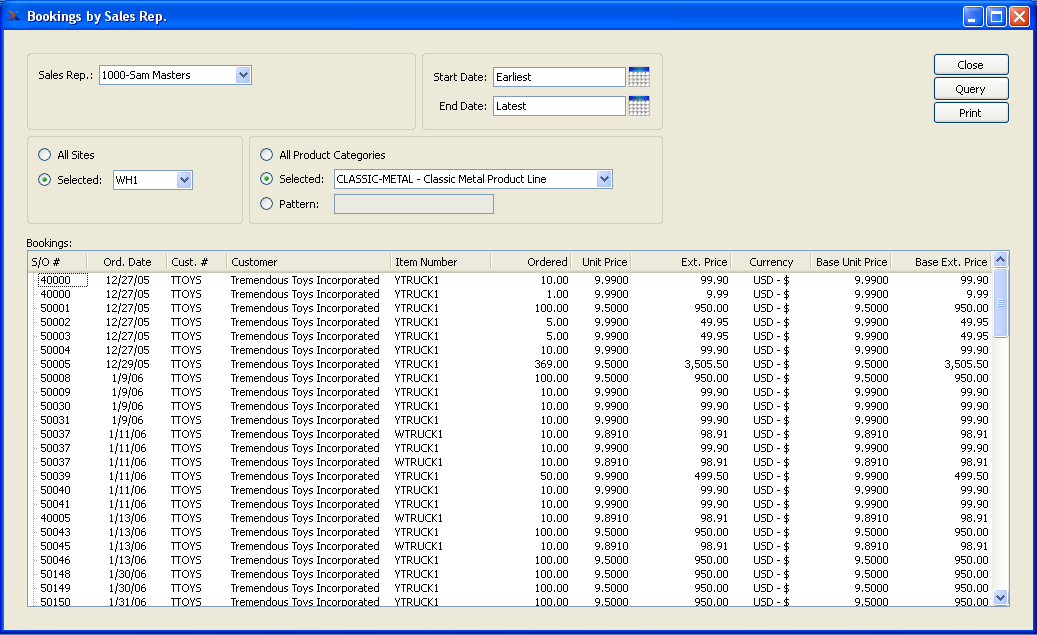 Bookings by Sales Rep.
Sales Rep.: 1000-Sam Masters
Start Date: Earliest
End Date: Latest
Close
Query
Print
All Sites
Selected: WH1
All Product Categories
Selected: CLASSIC-METAL - Classic Metal Product Line
Pattern:
Bookings:
S/O # Ord. Date Cust. # Customer Item Number Ordered Unit Price Ext. Price Currency Base Unit Price Base Ext. Price
40000 12/27/05 TTOYS Tremendous Toys Incorporated YTRUCK1 10.00 9.9900 99.90 USD - $ 9.9900 99.90
40000 12/27/05 TTOYS Tremendous Toys Incorporated YTRUCK1 1.00 9.9900 9.99 USD - $ 9.9900 9.99
50001 12/27/05 TTOYS Tremendous Toys Incorporated YTRUCK1 100.00 9.5000 950.00 USD - $ 9.5000 950.00
50002 12/27/05 TTOYS Tremendous Toys Incorporated YTRUCK1 5.00 9.9900 49.95 USD - $ 9.9900 49.95
50003 12/27/05 TTOYS Tremendous Toys Incorporated YTRUCK1 5.00 9.9900 49.95 USD - $ 9.9900 49.95
50004 12/27/05 TTOYS Tremendous Toys Incorporated YTRUCK1 10.00 9.9900 99.90 USD - $ 9.9900 99.90
50005 12/29/05 TTOYS Tremendous Toys Incorporated YTRUCK1 369.00 9.5000 3,505.50 USD - $ 9.5000 3,505.50
50008 1/9/06 TTOYS Tremendous Toys Incorporated YTRUCK1 100.00 9.5000 950.00 USD - $ 9.5000 950.00
50009 1/9/06 TTOYS Tremendous Toys Incorporated YTRUCK1 10.00 9.9900 99.90 USD - $ 9.9900 99.90
50030 1/9/06 TTOYS Tremendous Toys Incorporated YTRUCK1 10.00 9.9900 99.90 USD - $ 9.9900 99.90
50031 1/9/06 TTOYS Tremendous Toys Incorporated YTRUCK1 10.00 9.9900 99.90 USD - $ 9.9900 99.90
50037 1/11/06 TTOYS Tremendous Toys Incorporated WTRUCK1 10.00 9.8910 98.91 USD - $ 9.8910 98.91
50037 1/11/06 TTOYS Tremendous Toys Incorporated YTRUCK1 10.00 9.9900 99.90 USD - $ 9.9900 99.90
50037 1/11/06 TTOYS Tremendous Toys Incorporated WTRUCK1 10.00 9.8910 98.91 USD - $ 9.8910 98.91
50039 1/11/06 TTOYS Tremendous Toys Incorporated YTRUCK1 50.00 9.9900 499.50 USD - $ 9.9900 499.50
50040 1/11/06 TTOYS Tremendous Toys Incorporated YTRUCK1 10.00 9.9900 99.90 USD - $ 9.9900 99.90
50041 1/11/06 TTOYS Tremendous Toys Incorporated YTRUCK1 10.00 9.9900 99.90 USD - $ 9.9900 99.90
40005 1/13/06 TTOYS Tremendous Toys Incorporated WTRUCK1 10.00 9.8910 98.91 USD - $ 9.8910 98.91
50043 1/13/06 TTOYS Tremendous Toys Incorporated YTRUCK1 100.00 9.5000 950.00 USD - $ 9.5000 950.00
50045 1/13/06 TTOYS Tremendous Toys Incorporated WTRUCK1 10.00 9.8910 98.91 USD - $ 9.8910 98.91
50046 1/13/06 TTOYS Tremendous Toys Incorporated YTRUCK1 100.00 9.5000 950.00 USD - $ 9.5000 950.00
50148 1/30/06 TTOYS Tremendous Toys Incorporated YTRUCK1 100.00 9.5000 950.00 USD - $ 9.5000 950.00
50149 1/30/06 TTOYS Tremendous Toys Incorporated YTRUCK1 100.00 9.5000 950.00 USD - $ 9.5000 950.00
50150 1/31/06 TTOYS Tremendous Toys Incorporated YTRUCK1 100.00 9.5000 950.00 USD - $ 9.5000 950.00